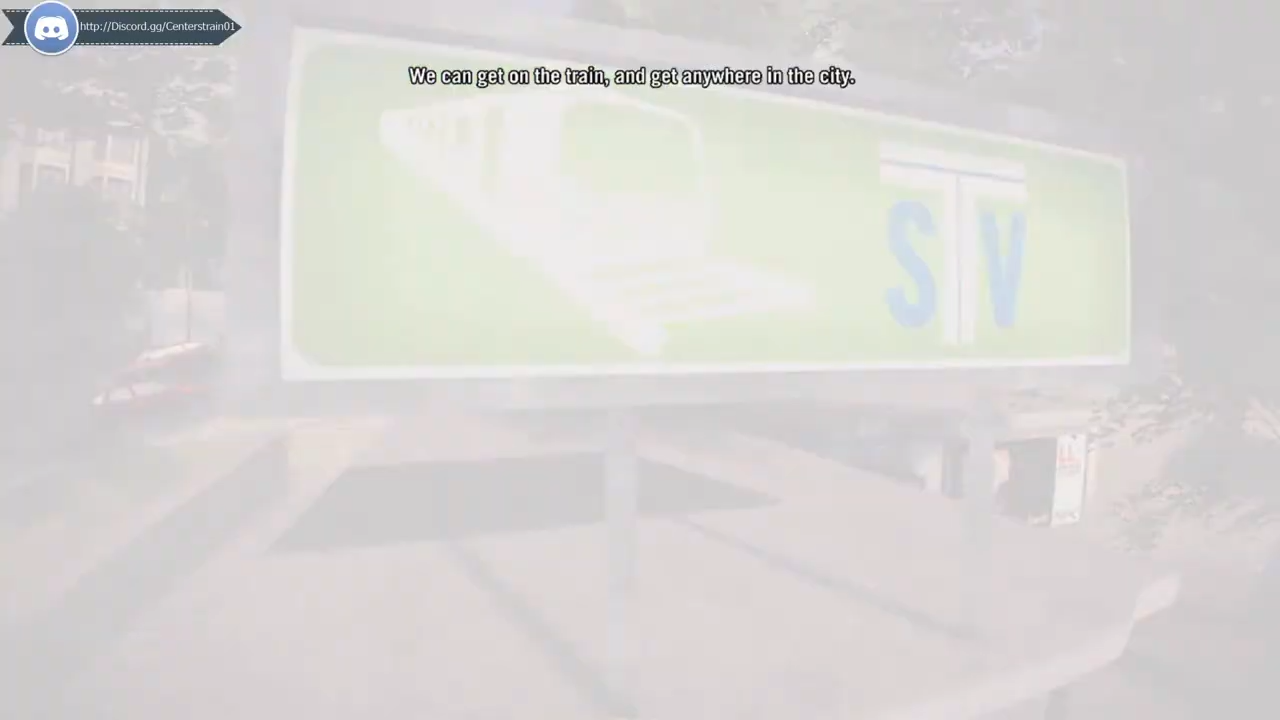 http://Discord.gg/Centerstrain01
We can get on the train, and get anywhere in the city.
STV